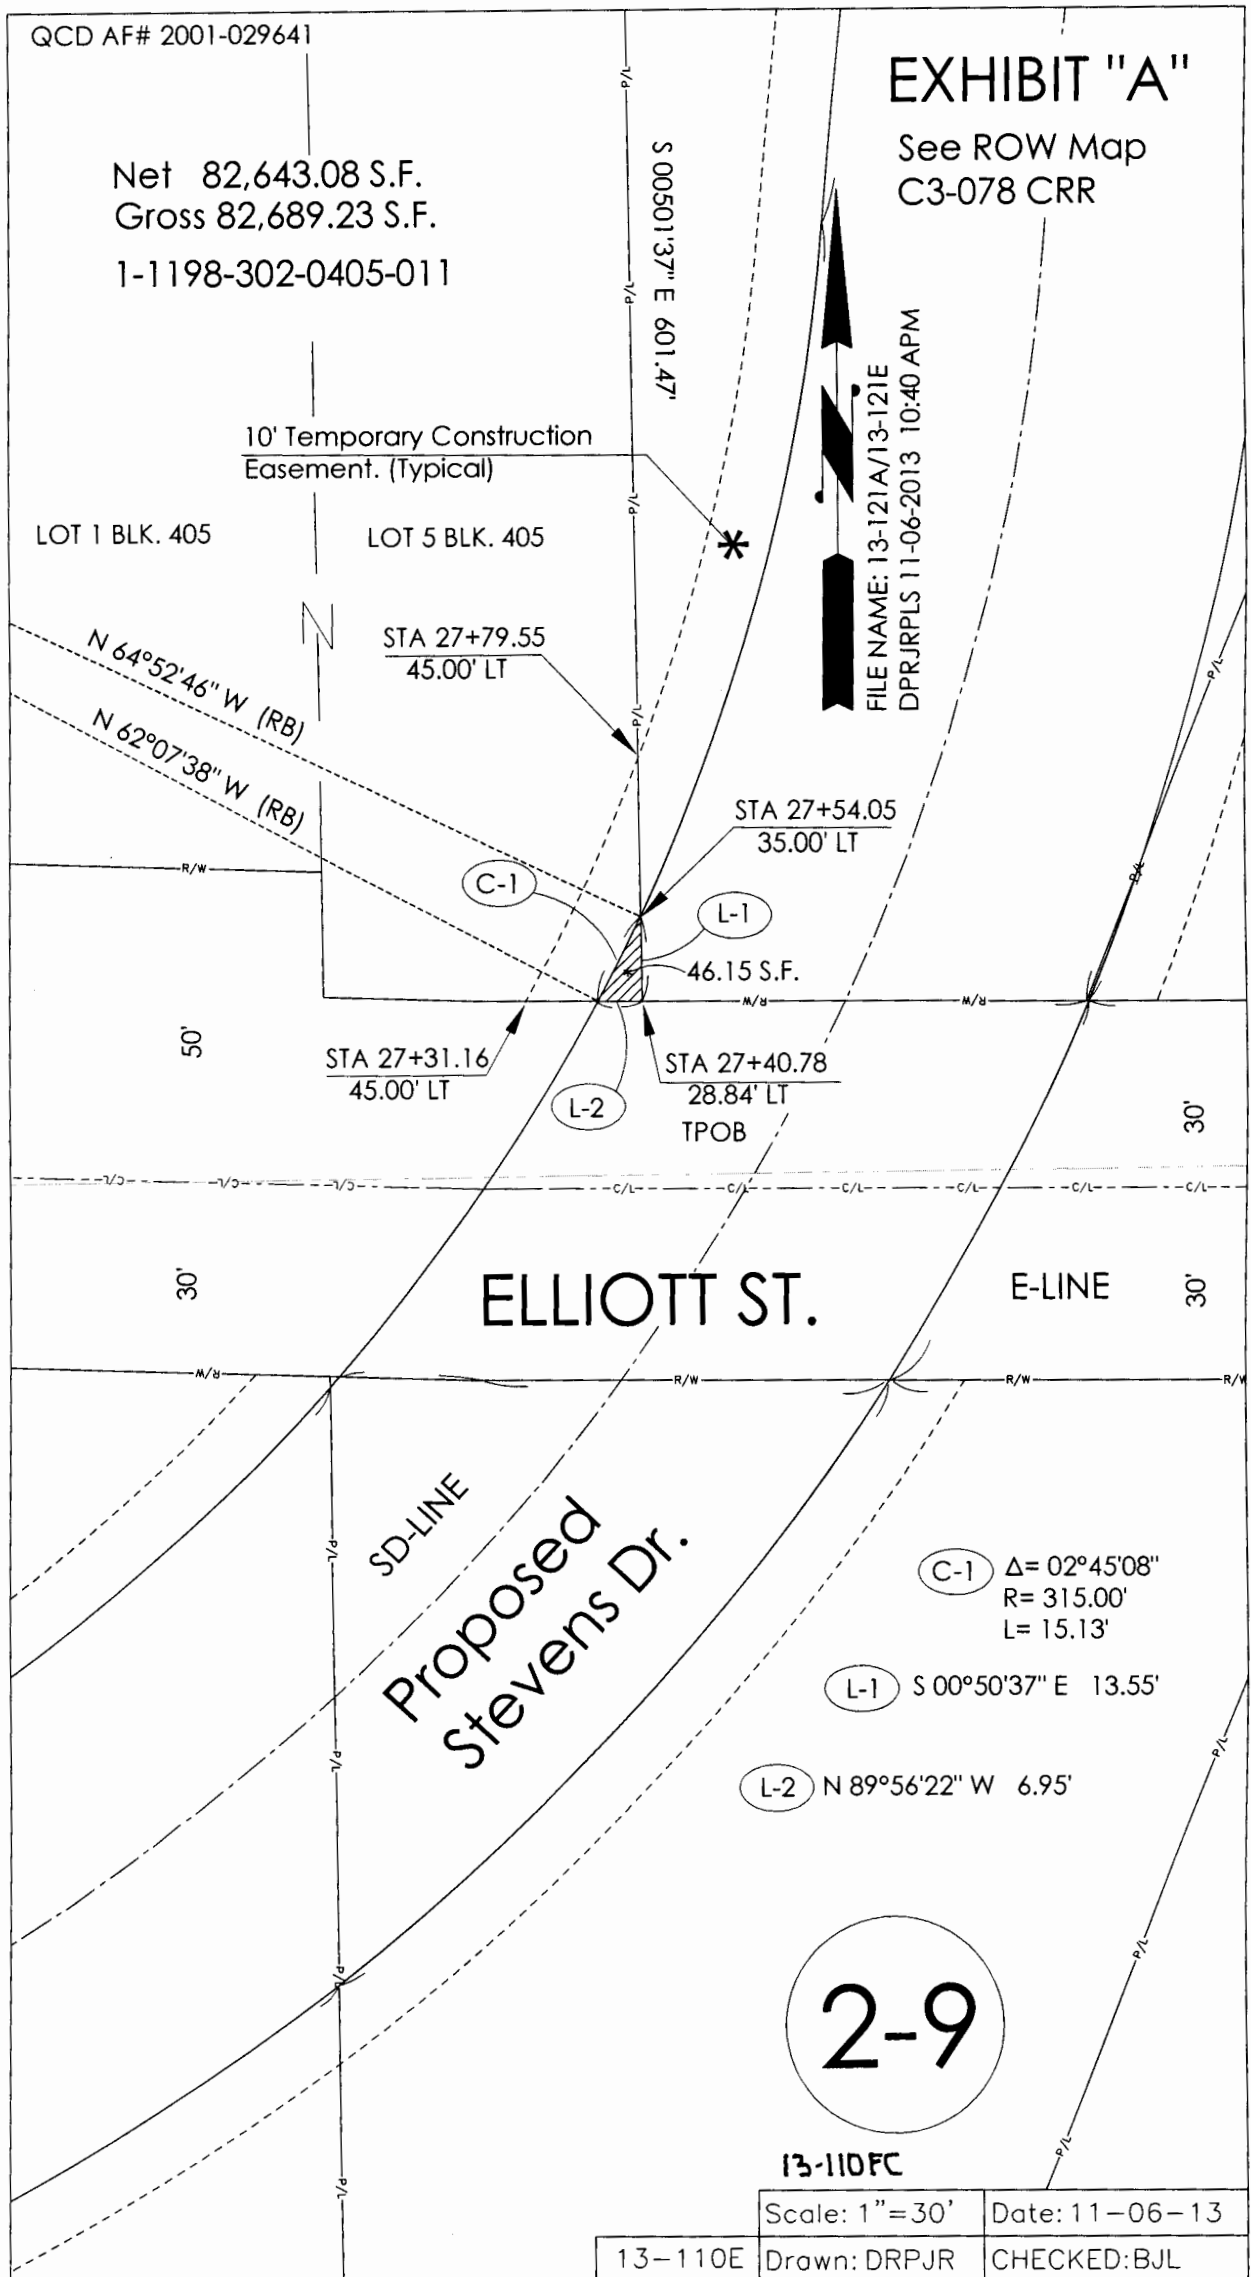 QCD AF# 2001-029641
EXHIBIT "A"
See ROW Map
C3-078 CRR
Net 82,643.08 S.F.
Gross 82,689.23 S.F.
1-1198-302-0405-011
P/L
S 00501'37" E 601.47'
P/L
FILE NAME: 13-121A/13-121E
DPRJRPLS 11-06-2013 10:40 APM
10' Temporary Construction
Easement. (Typical)
*
P/L
LOT 1 BLK. 405
LOT 5 BLK. 405
N
STA 27+79.55
45.00' LT
P/L
P/L
N 64°52'46" W (RB)
N 62°07'38" W (RB)
STA 27+54.05
35.00' LT
R/W
C-1
P/L
L-1
46.15 S.F.
R/W
R/W
50'
STA 27+31.16
45.00' LT
STA 27+40.78
28.84' LT
TPOB
L-2
30'
C/L
C/L
C/L
C/L
C/L
C/L
C/L
C/L
C/L
30'
ELLIOTT ST.
E-LINE
30'
R/W
R/W
R/W
R/W
SD-LINE
Proposed
Stevens Dr.
P/L
C-1 Δ= 02°45'08"
R= 315.00'
L= 15.13'
L-1 S 00°50'37" E 13.55'
P/L
P/L
L-2 N 89°56'22" W 6.95'
P/L
P/L
2-9
P/L
P/L
13-110FC
Scale: 1"=30' Date: 11-06-13
13-110E Drawn: DRPJR CHECKED: BJL